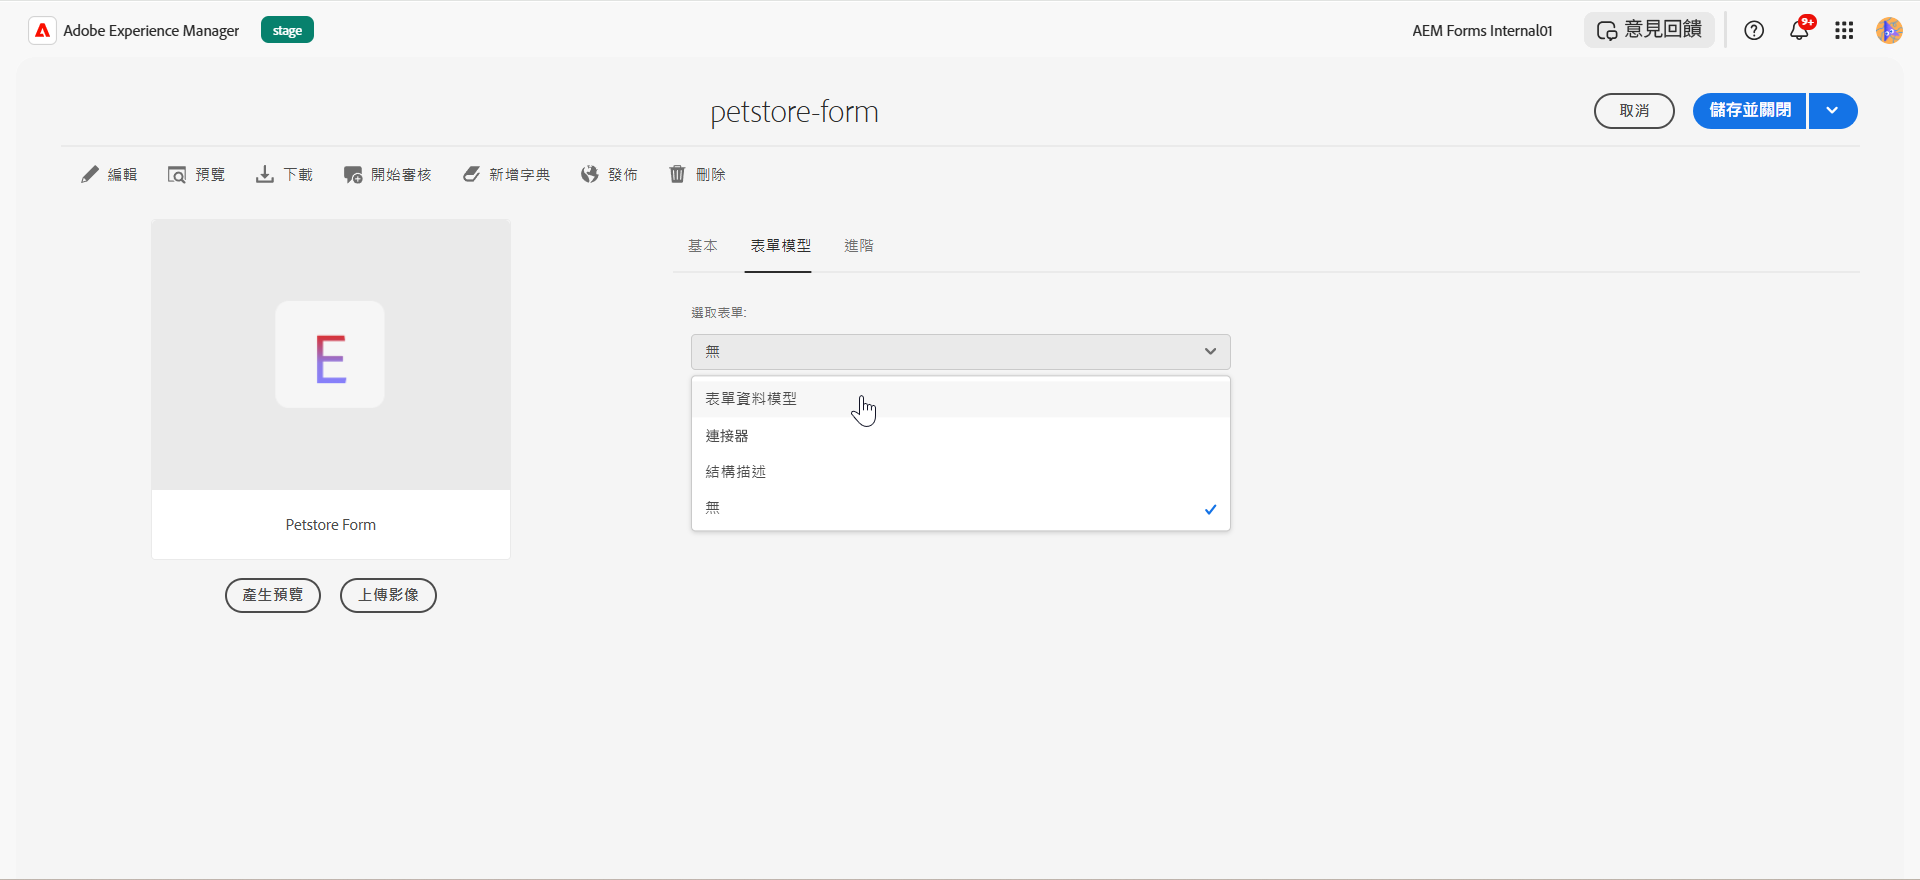 Adobe Experience Manager stage AEM Forms Internal01 意見回饋 9+
petstore-form 取消 儲存並關閉
編輯 預覽 下載 開始審核 新增字典 發佈 刪除
基本 表單模型 進階
選取表單:
無
表單資料模型
連接器
結構描述
無
E
Petstore Form
產生預覽 上傳影像